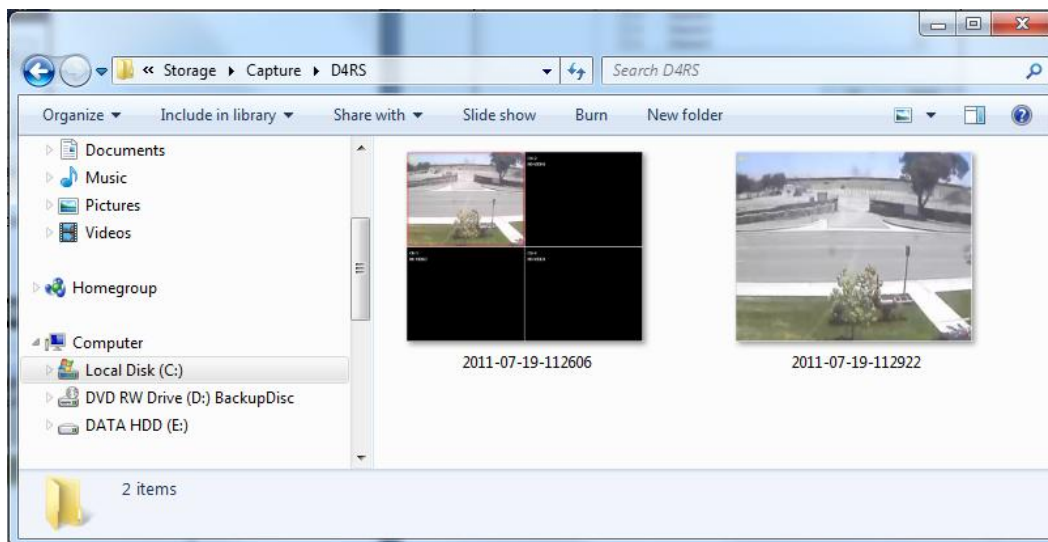 « Storage Capture D4RS
Search D4RS
Organize Include in library Share with Slide show Burn New folder
Documents
Music
Pictures
Videos
Homegroup
Computer
Local Disk (C:)
DVD RW Drive (D:) BackupDisc
DATA HDD (E:)
2011-07-19-112606
2011-07-19-112922
2 items